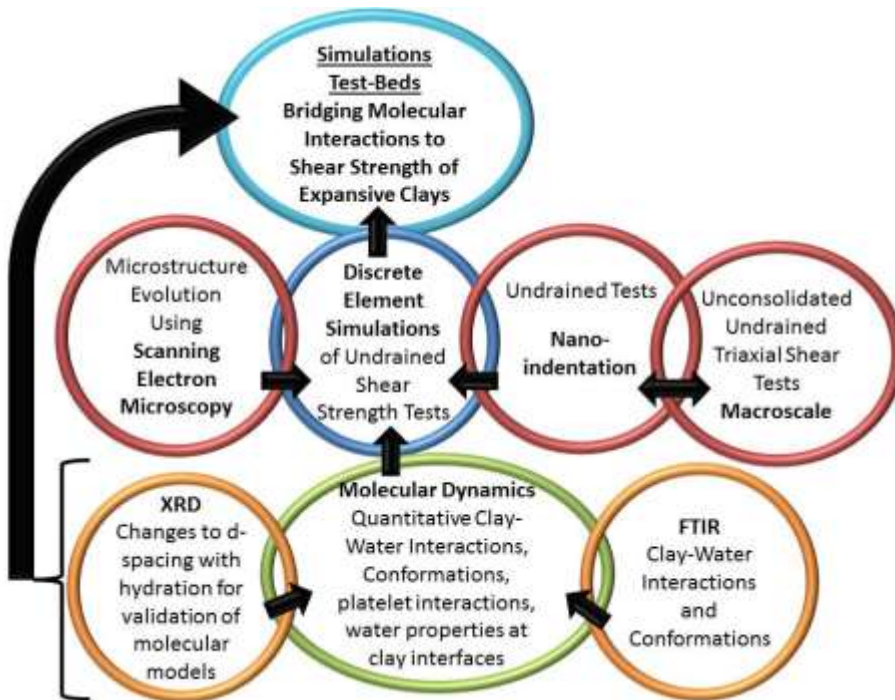 Simulations
Test-Beds
Bridging Molecular
Interactions to
Shear Strength of
Expansive Clays
Microstructure
Evolution
Using
Scanning
Electron
Microscopy
Discrete
Element
Simulations
of Undrained
Shear
Strength Tests
Undrained Tests
Nano-
indentation
Unconsolidated
Undrained
Triaxial Shear
Tests
Macroscale
XRD
Changes to d-
spacing with
hydration for
validation of
molecular
models
Molecular Dynamics
Quantitative Clay-
Water Interactions,
Conformations,
platelet interactions,
water properties at
clay interfaces
FTIR
Clay-Water
Interactions
and
Conformations